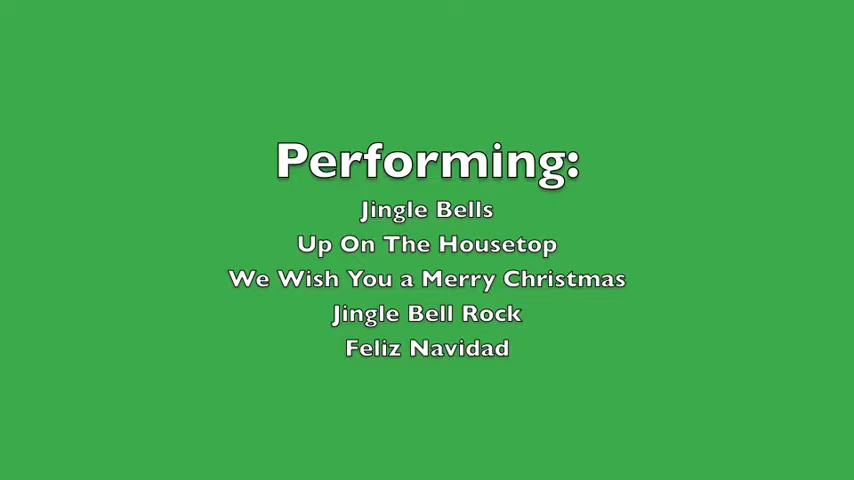 Performing:
Jingle Bells
Up On The Housetop
We Wish You a Merry Christmas
Jingle Bell Rock
Feliz Navidad